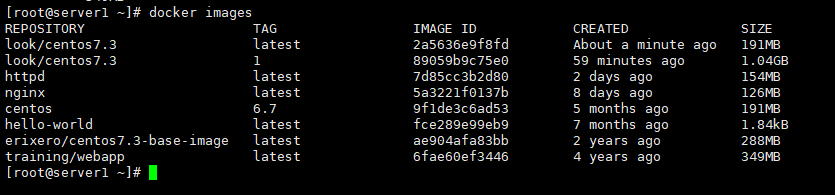 [root@server1 ~]# docker images
REPOSITORY TAG IMAGE ID CREATED SIZE
look/centos7.3 latest 2a5636e9f8fd About a minute ago 191MB
look/centos7.3 1 89059b9c75e0 59 minutes ago 1.04GB
httpd latest 7d85cc3b2d80 2 days ago 154MB
nginx latest 5a3221f0137b 8 days ago 126MB
centos 6.7 9f1de3c6ad53 5 months ago 191MB
hello-world latest fce289e99eb9 7 months ago 1.84kB
erixero/centos7.3-base-image latest ae904afa83bb 2 years ago 288MB
training/webapp latest 6fae60ef3446 4 years ago 349MB
[root@server1 ~]#